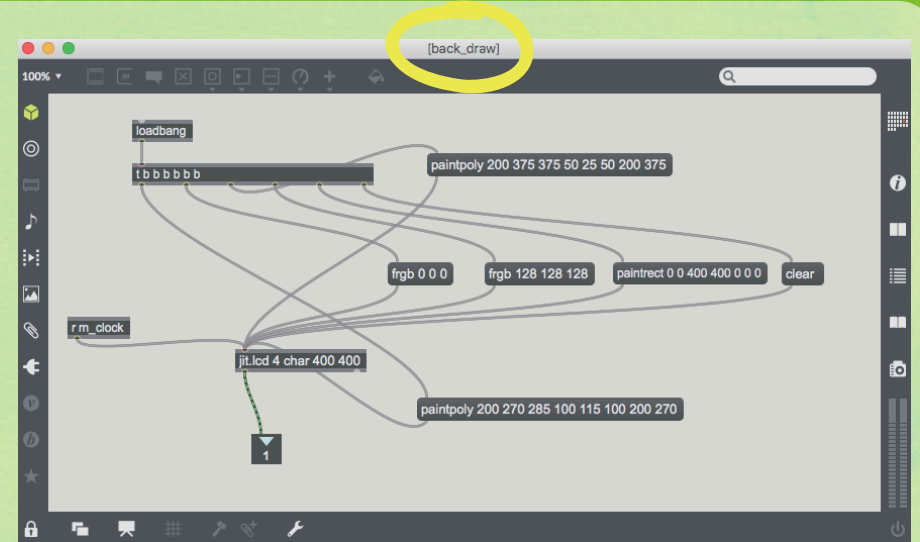 [back_draw]
100%
loadbang
t b b b b b b
paintpoly 200 375 375 50 25 50 200 375
frgb 0 0 0
frgb 128 128 128
paintrect 0 0 400 400 0 0 0
clear
r m_clock
jit.lcd 4 char 400 400
paintpoly 200 270 285 100 115 100 200 270
1